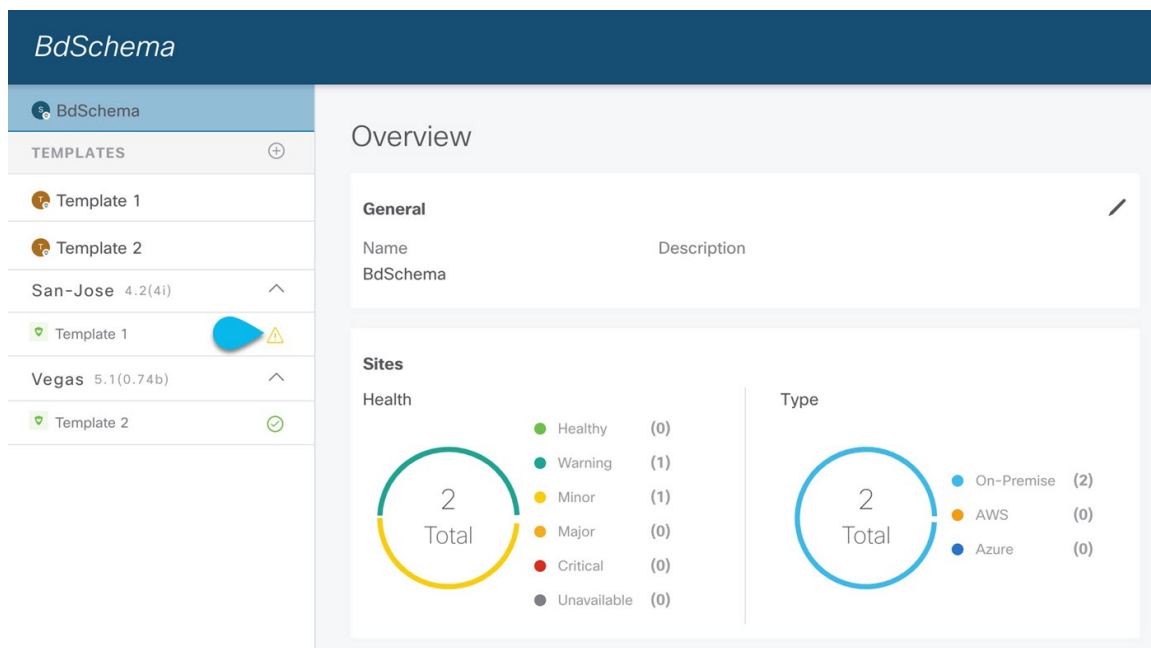 BdSchema
BdSchema
TEMPLATES
Template 1
Template 2
San-Jose 4.2(4i)
Template 1
Vegas 5.1(0.74b)
Template 2
Overview
General
Name Description
BdSchema
Sites
Health
2
Total
Healthy (0)
Warning (1)
Minor (1)
Major (0)
Critical (0)
Unavailable (0)
Type
2
Total
On-Premise (2)
AWS (0)
Azure (0)